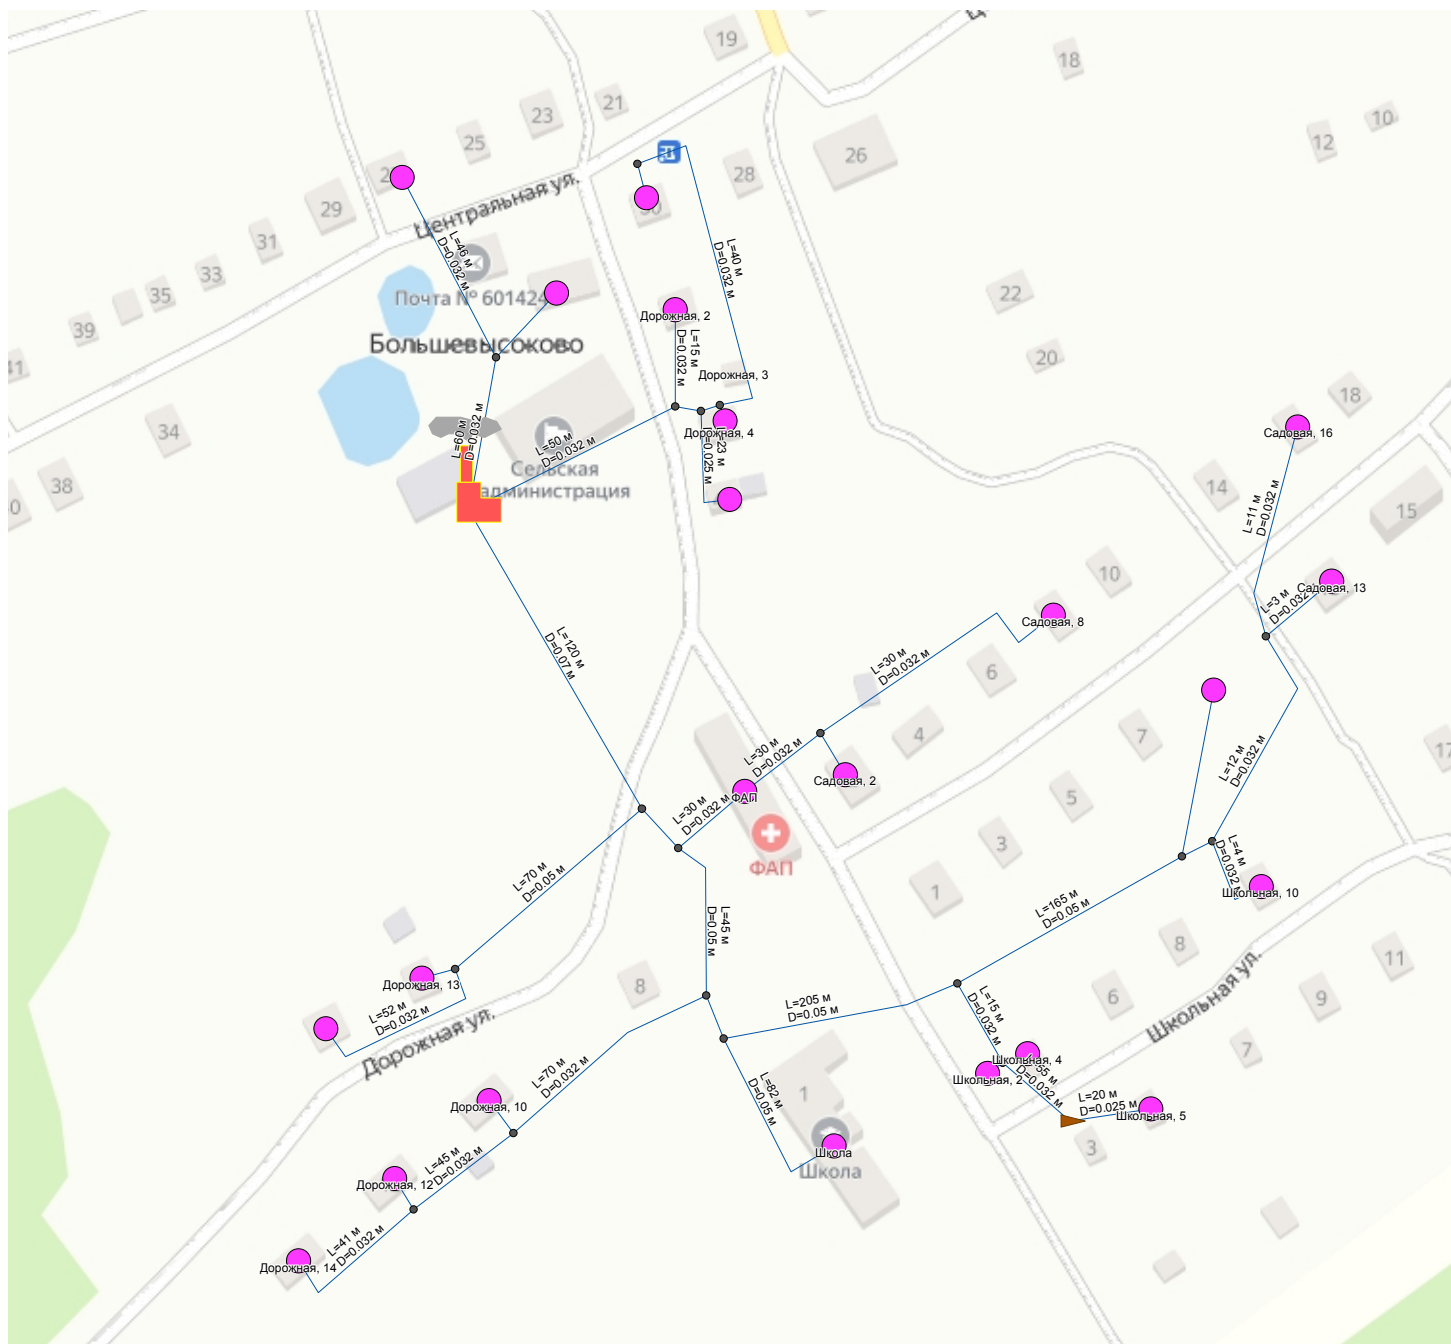 19
18
21
23
25
26
28
12
10
29
31
33
35
39
34
38
22
20
18
14
15
Центральная ул.
Почта № 601424
Большевысоково
Сельская
администрация
L=46 м
D=0.032 м
L=60 м
D=0.032 м
L=50 м
D=0.032 м
L=40 м
D=0.032 м
Дорожная, 2
L=15 м
D=0.032 м
Дорожная, 3
Дорожная, 4
L=23 м
D=0.025 м
Садовая, 16
L=11 м
D=0.032 м
Садовая, 13
L=3 м
D=0.032
10
Садовая, 8
6
L=30 м
D=0.032 м
4
L=120 м
D=0.07 м
L=30 м
D=0.032 м
Садовая, 2
ФАП
L=30 м
D=0.032 м
ФАП
7
5
3
1
17
L=12 м
D=0.032 м
L=4 м
D=0.032
Школьная, 10
L=165 м
D=0.05 м
8
6
11
9
7
Школьная ул.
L=70 м
D=0.05 м
L=45 м
D=0.05 м
Дорожная, 13
8
L=52 м
D=0.032 м
Дорожная ул.
L=205 м
D=0.05 м
L=15 м
D=0.032 м
Школьная, 4
Школьная, 2
L=55 м
D=0.032 м
L=20 м
D=0.025 м
Школьная, 5
3
L=70 м
D=0.032 м
Дорожная, 10
L=82 м
D=0.05 м
1
Школа
Школа
L=45 м
D=0.032 м
Дорожная, 12
L=41 м
D=0.032 м
Дорожная, 14